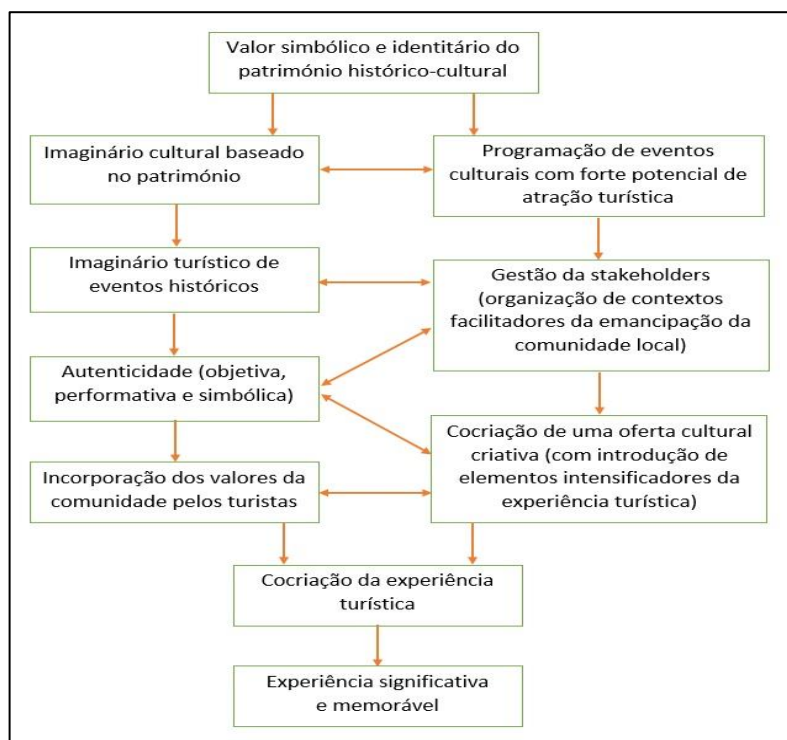 Valor simbólico e identitário do
património histórico-cultural
Imaginário cultural baseado
no património
Programação de eventos
culturais com forte potencial de
atração turística
Imaginário turístico de
eventos históricos
Gestão da stakeholders
(organização de contextos
facilitadores da emancipação da
comunidade local)
Autenticidade (objetiva,
performativa e simbólica)
Cocriação de uma oferta cultural
criativa (com introdução de
elementos intensificadores da
experiência turística)
Incorporação dos valores da
comunidade pelos turistas
Cocriação da experiência
turística
Experiência significativa
e memorável